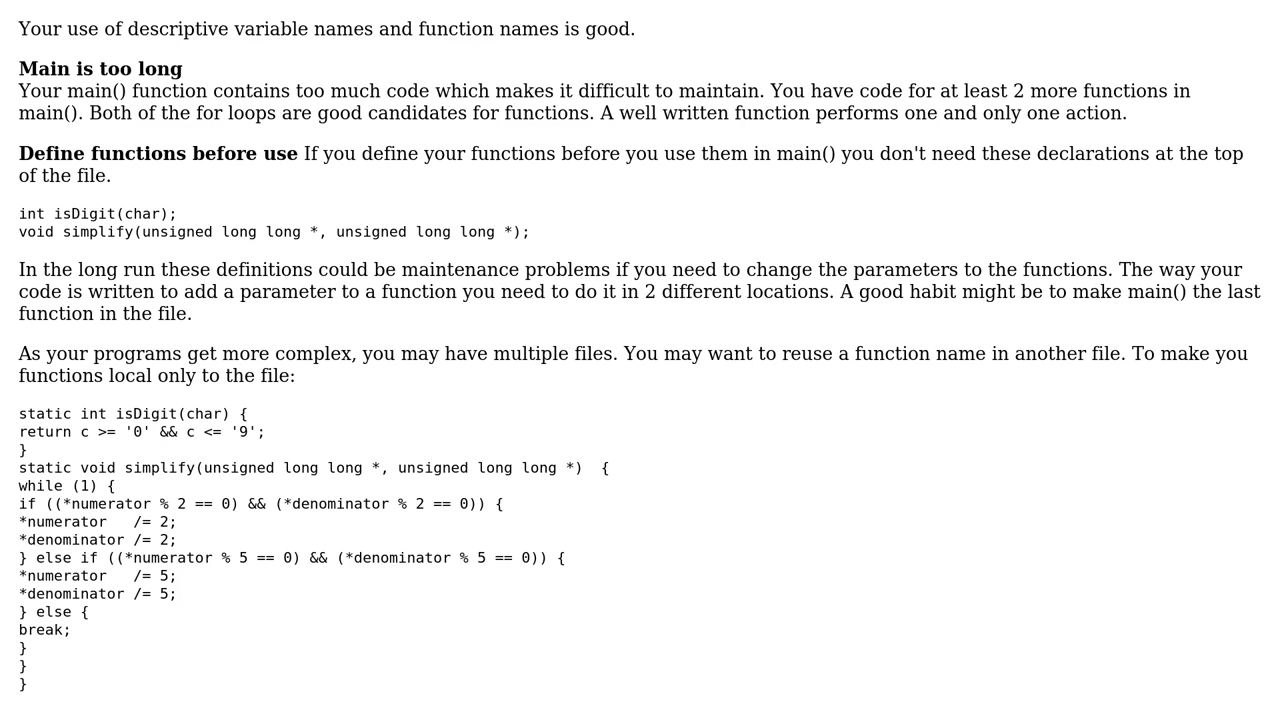 Your use of descriptive variable names and function names is good.
Main is too long
Your main() function contains too much code which makes it difficult to maintain. You have code for at least 2 more functions in
main(). Both of the for loops are good candidates for functions. A well written function performs one and only one action.
Define functions before use If you define your functions before you use them in main() you don't need these declarations at the top
of the file.
int isDigit(char);
void simplify(unsigned long long *, unsigned long long *);
In the long run these definitions could be maintenance problems if you need to change the parameters to the functions. The way your
code is written to add a parameter to a function you need to do it in 2 different locations. A good habit might be to make main() the last
function in the file.
As your programs get more complex, you may have multiple files. You may want to reuse a function name in another file. To make you
functions local only to the file:
static int isDigit(char) {
return c >= '0' && c <= '9';
}
static void simplify(unsigned long long *, unsigned long long *)  {
while (1) {
if ((*numerator % 2 == 0) && (*denominator % 2 == 0)) {
*numerator   /= 2;
*denominator /= 2;
} else if ((*numerator % 5 == 0) && (*denominator % 5 == 0)) {
*numerator   /= 5;
*denominator /= 5;
} else {
break;
}
}
}